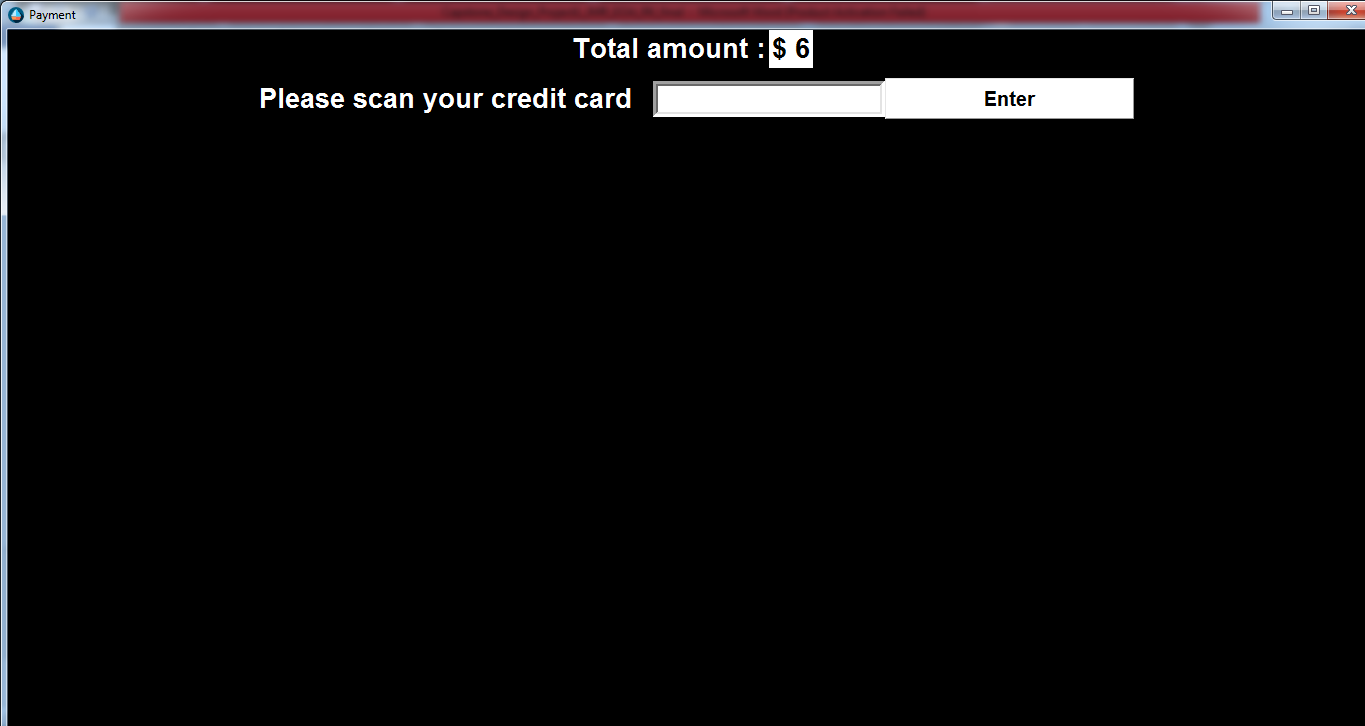 Payment
Total amount : $ 6
Please scan your credit card
Enter